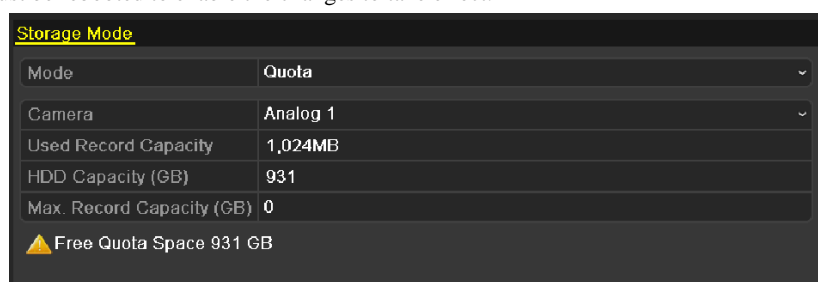 Storage Mode
Mode Quota
Camera Analog 1
Used Record Capacity 1,024MB
HDD Capacity (GB) 931
Max. Record Capacity (GB) 0
Free Quota Space 931 GB